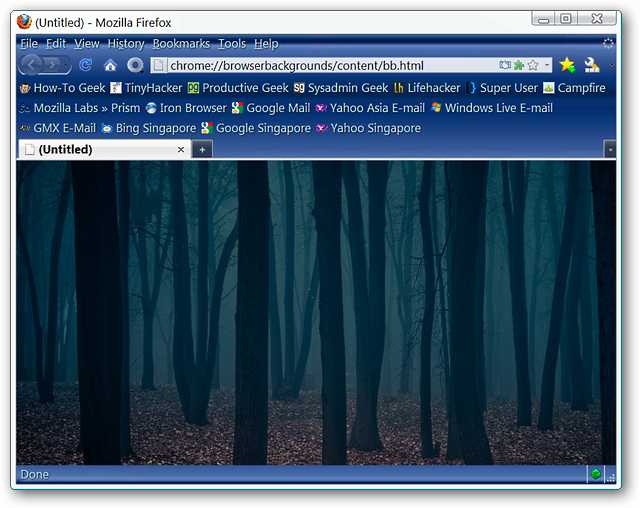 (Untitled) - Mozilla Firefox
File Edit View History Bookmarks Tools Help
chrome://browserbackgrounds/content/bb.html
How-To Geek TinyHacker Productive Geek Sysadmin Geek Lifehacker Super User Campfire
Mozilla Labs » Prism Iron Browser Google Mail Yahoo Asia E-mail Windows Live E-mail
GMX E-Mail Bing Singapore Google Singapore Yahoo Singapore
(Untitled)
Done